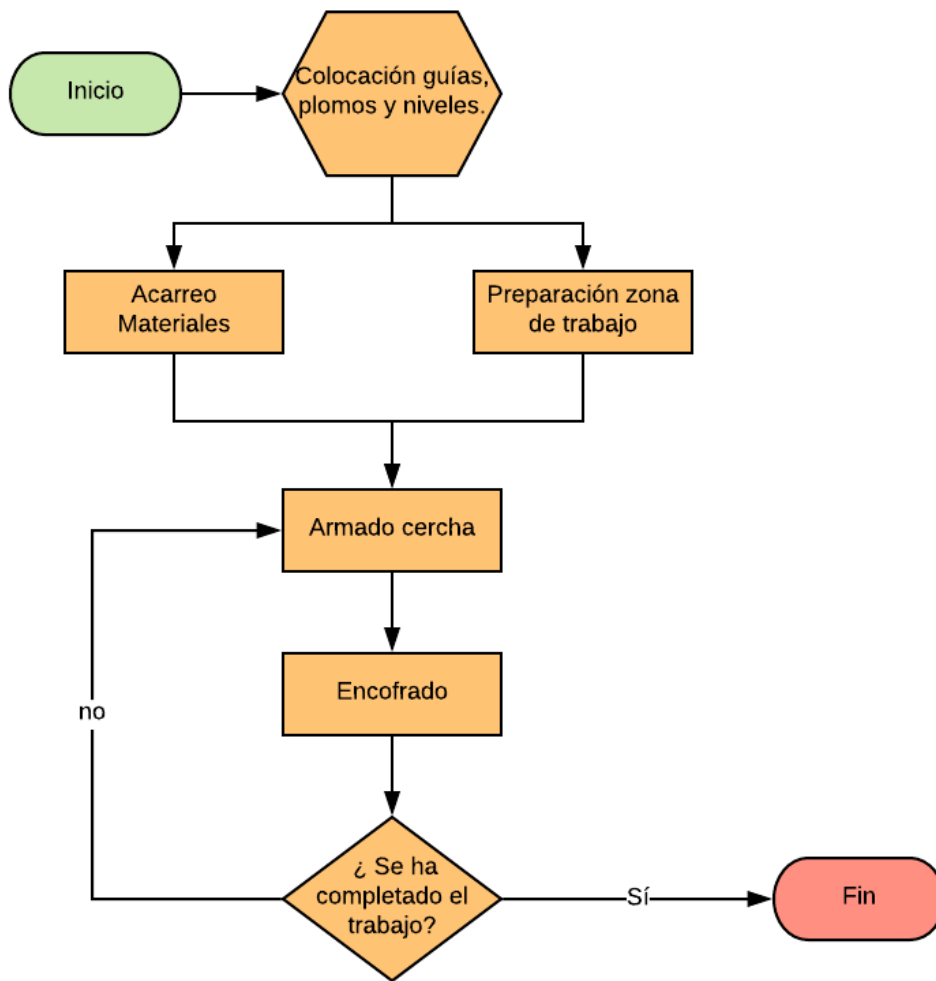 Inicio
Colocación guías,
plomos y niveles.
Acarreo
Materiales
Preparación zona
de trabajo
Armado cercha
Encofrado
no
¿ Se ha
completado el
trabajo?
Sí
Fin